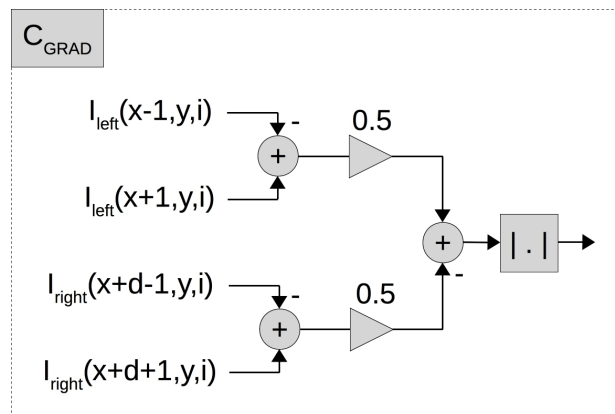 C_GRAD
I_left(x-1,y,i)
-
0.5
+
I_left(x+1,y,i)
+
| . |
-
I_right(x+d-1,y,i)
-
0.5
+
I_right(x+d+1,y,i)